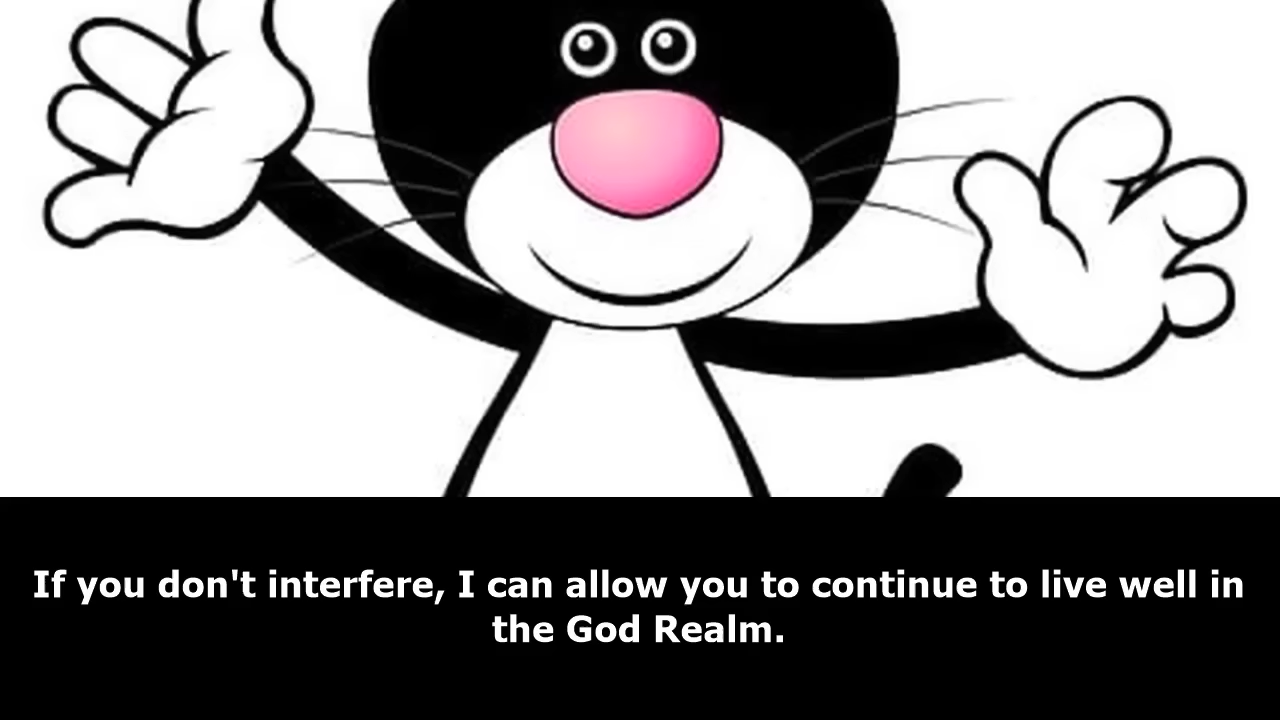 If you don't interfere, I can allow you to continue to live well in
the God Realm.